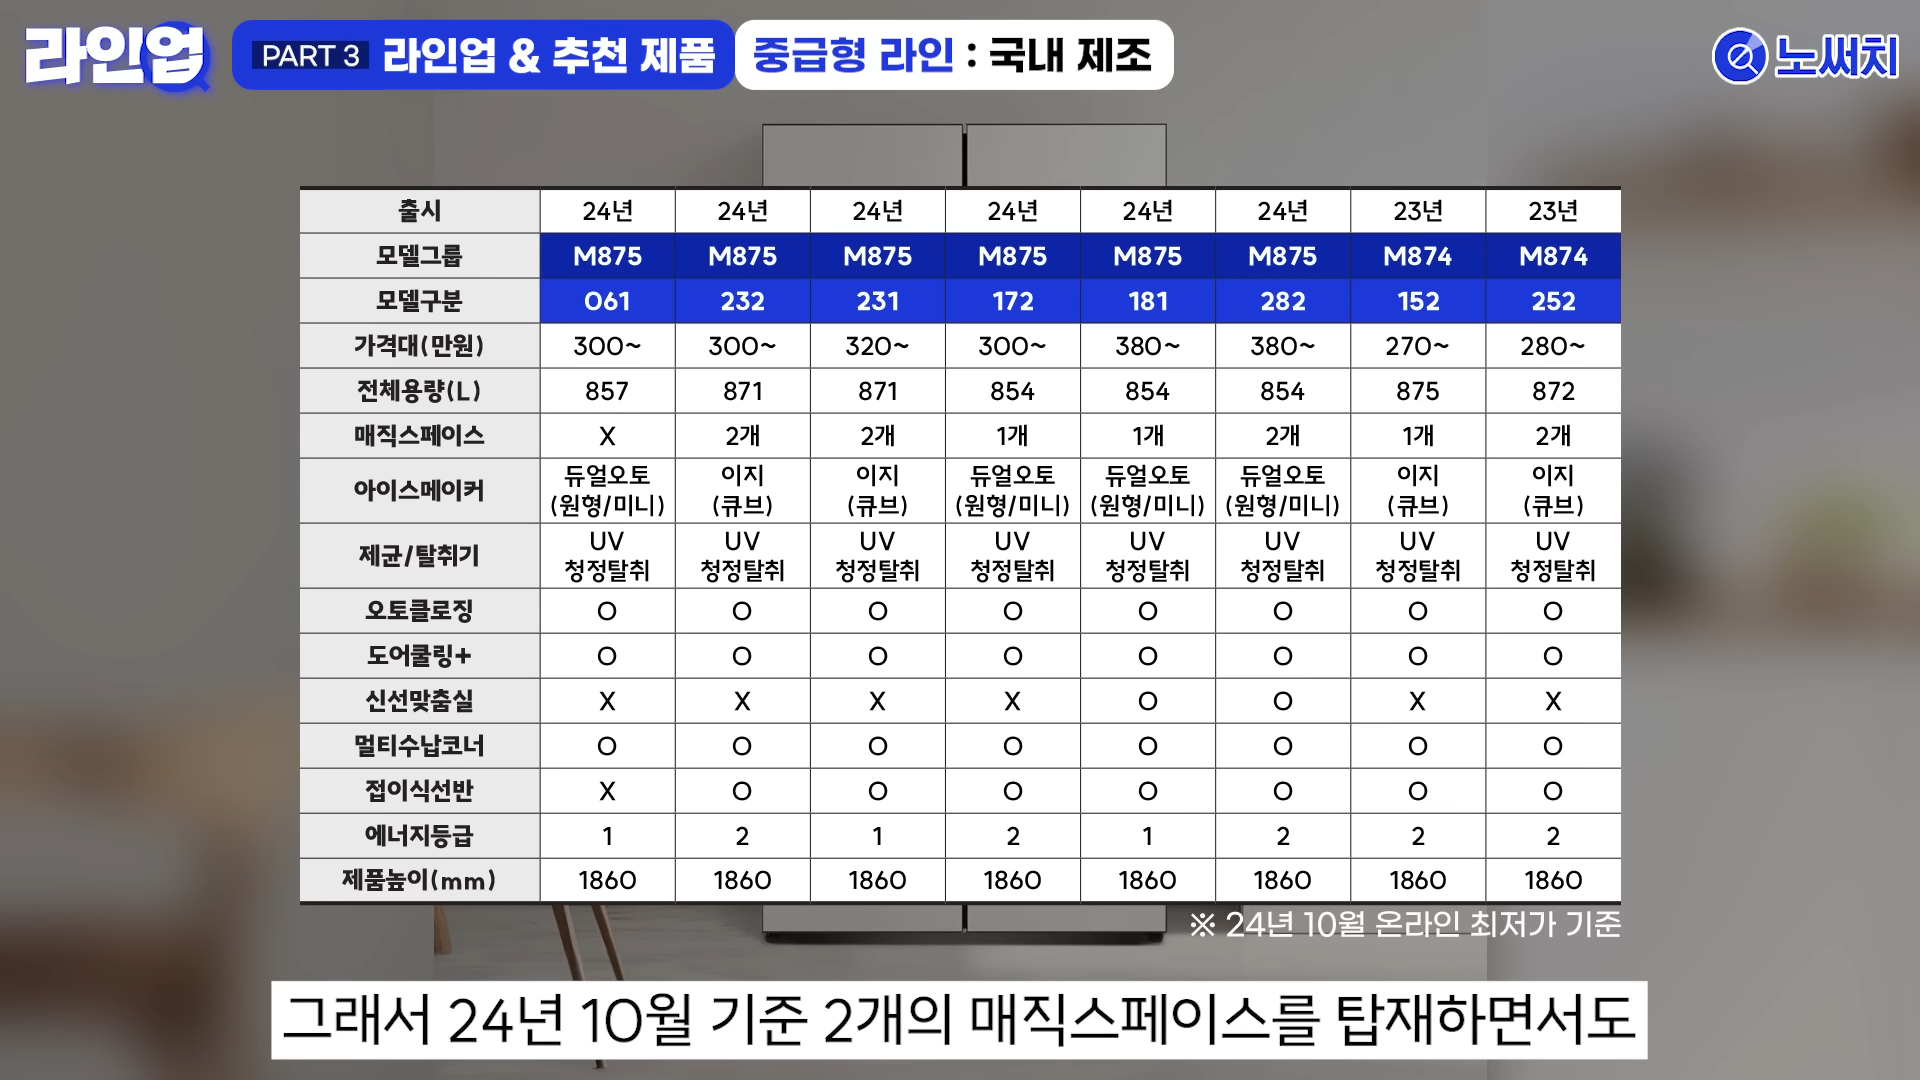 라인업
PART 3 라인업 & 추천 제품 중급형 라인 : 국내 제조
노써치
출시 24년 24년 24년 24년 24년 24년 23년 23년
모델그룹 M875 M875 M875 M875 M875 M875 M874 M874
모델구분 061 232 231 172 181 282 152 252
가격대(만원) 300~ 300~ 320~ 300~ 380~ 380~ 270~ 280~
전체용량(L) 857 871 871 854 854 854 875 872
매직스페이스 X 2개 2개 1개 1개 2개 1개 2개
아이스메이커 듀얼오토 이지 이지 듀얼오토 듀얼오토 듀얼오토 이지 이지
(원형/미니) (큐브) (큐브) (원형/미니) (원형/미니) (원형/미니) (큐브) (큐브)
제균/탈취기 UV UV UV UV UV UV UV UV
청정탈취 청정탈취 청정탈취 청정탈취 청정탈취 청정탈취 청정탈취 청정탈취
오토클로징 O O O O O O O O
도어쿨링+ O O O O O O O O
신선맞춤실 X X X X O O X X
멀티수납코너 O O O O O O O O
접이식선반 X O O O O O O O
에너지등급 1 2 1 2 1 2 2 2
제품높이(mm) 1860 1860 1860 1860 1860 1860 1860 1860
※ 24년 10월 온라인 최저가 기준
그래서 24년 10월 기준 2개의 매직스페이스를 탑재하면서도